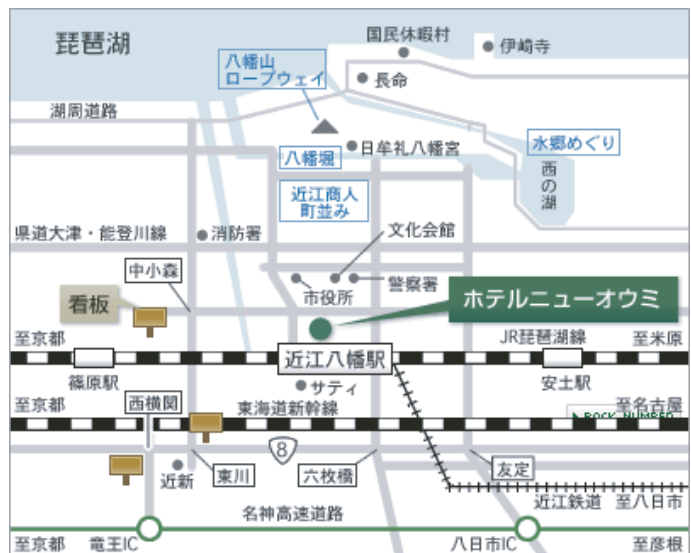 琵琶湖
国民休暇村
伊崎寺
八幡山
ロープウェイ
長命
湖周道路
日牟礼八幡宮
水郷めぐり
八幡堀
西の湖
近江商人
町並み
県道大津・能登川線
消防署
文化会館
中小森
市役所
警察署
看板
ホテルニューオウミ
至京都
JR琵琶湖線
至米原
近江八幡駅
篠原駅
サティ
安土駅
至京都
西横関
東海道新幹線
至名古屋
8
近新
東川
六枚橋
友定
近江鉄道
至八日市
名神高速道路
至京都
竜王IC
八日市IC
至彦根